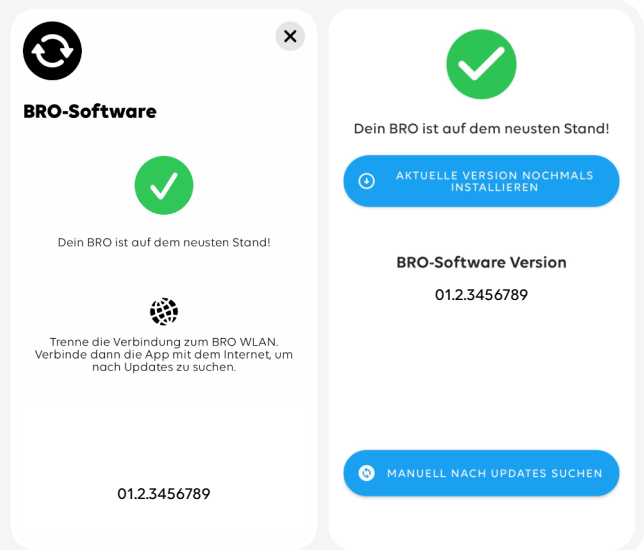 BRO-Software
Dein BRO ist auf dem neusten Stand!
Trenne die Verbindung zum BRO WLAN.
Verbinde dann die App mit dem Internet, um
nach Updates zu suchen.
01.2.3456789
Dein BRO ist auf dem neusten Stand!
AKTUELLE VERSION NOCHMALS
INSTALLIEREN
BRO-Software Version
01.2.3456789
MANUELL NACH UPDATES SUCHEN